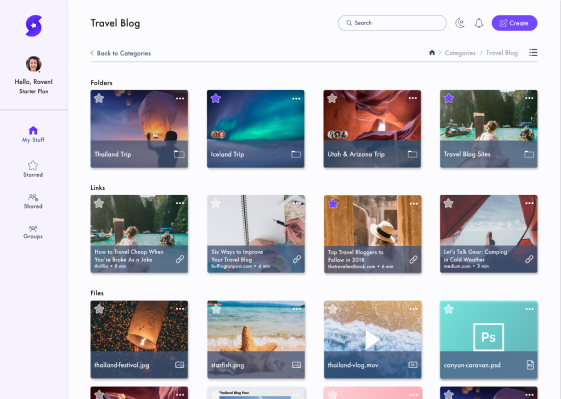 Travel Blog
Search
Create
Back to Categories
Categories
Travel Blog
Hello, Raven!
Starter Plan
My Stuff
Starred
Shared
Groups
Folders
Thailand Trip
Iceland Trip
Utah & Arizona Trip
Travel Blog Sites
Links
How to Travel Cheap When
You're Broke As a Joke
thrillist • 8 min
Six Ways to Improve
Your Travel Blog
huffingtonpost.com • 4 min
Top Travel Bloggers to
Follow in 2018
thetraveltextbook.com • 6 min
Let's Talk Gear: Camping
in Cold Weather
medium.com • 3 min
Files
thailand-festival.jpg
starfish.png
thailand-vlog.mov
Ps
canyon-caravan.psd
Thailand Blog Post